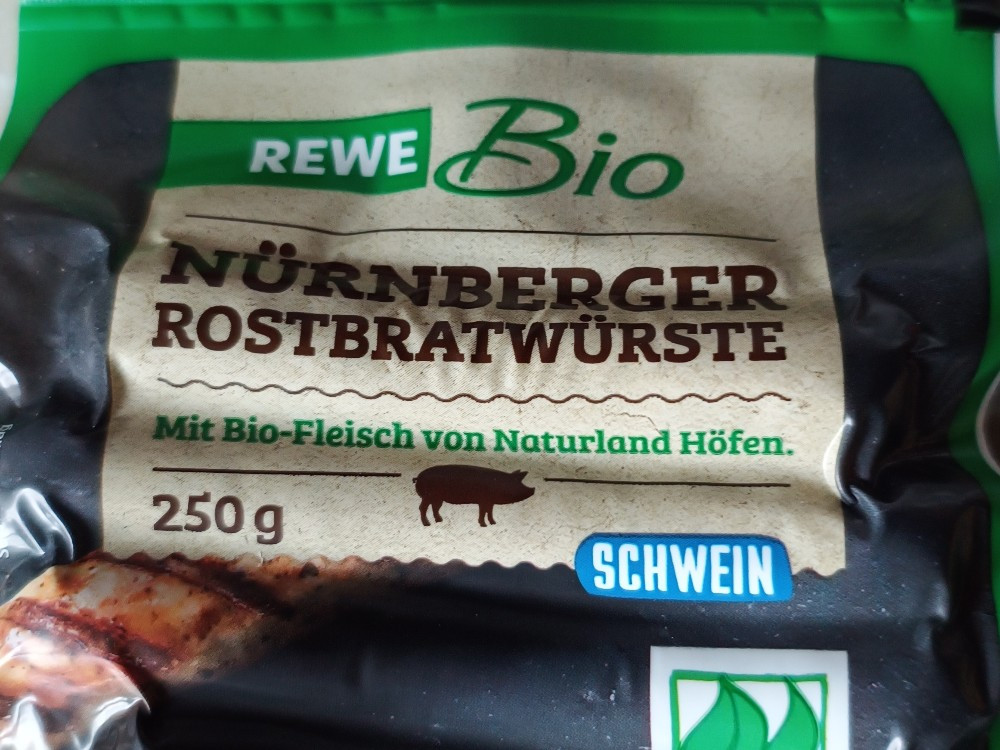 REWE Bio
NÜRNBERGER
ROSTBRATWÜRSTE
Mit Bio-Fleisch von Naturland Höfen.
250 g
SCHWEIN